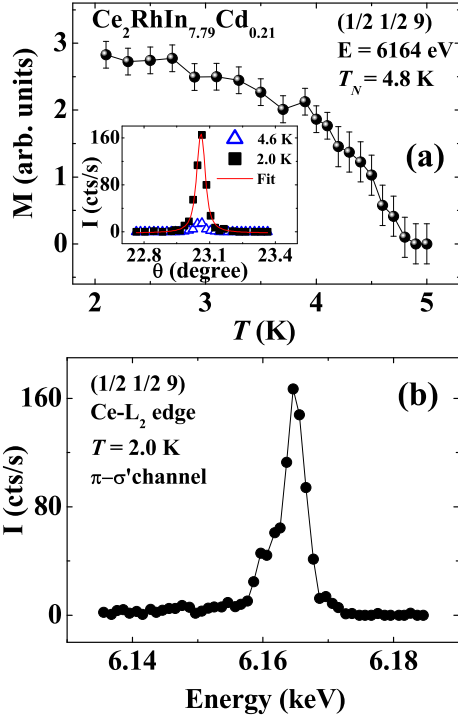 Ce2RhIn7.79Cd0.21
(1/2 1/2 9)
E = 6164 eV
TN = 4.8 K
(a)
M (arb. units)
3
2
1
0
I (cts/s)
160
80
0
4.6 K
2.0 K
Fit
22.8 23.1 23.4
θ (degree)
2 3 4 5
T (K)
(1/2 1/2 9)
Ce-L2 edge
T = 2.0 K
π−σ' channel
(b)
I (cts/s)
160
80
0
6.14 6.16 6.18
Energy (keV)